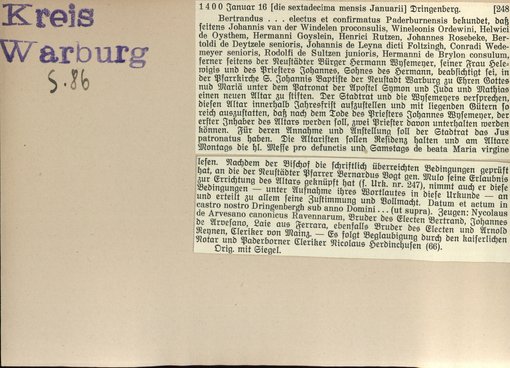 Kreis
Warburg
S. 86
1400 Januar 16 [die sextadecima mensis Januarii] Dringenberg. [248
Bertrandus . . . electus et confirmatus Paderburnensis bekundet, daß
seitens Johannis van der Windelen proconsulis, Wineleonis Ordewini, Helwici
de Oysthem, Hermanni Goyslein, Henrici Rutzen, Johannes Rosebeke, Ber-
toldi de Deytzele senioris, Johannis de Leyna dicti Foltzingh, Conradi Wede-
meyer senioris, Rodolfi de Sultzen junioris, Hermanni de Brylon consulum,
ferner seitens der Neustädter Bürger Hermann Wysemeyer, seiner Frau Hele-
wigis und des Priesters Johannes, Sohnes des Hermann, beabsichtigt sei, in
der Pfarrkirche S. Johannis Baptiste der Neustadt Warburg zu Ehren Gottes
und Mariä unter dem Patronat der Apostel Symon und Juda und Mathias
einen neuen Altar zu stiften. Der Stadtrat und die Wysemeyers versprechen,
diesen Altar innerhalb Jahresfrist aufzustellen und mit liegenden Gütern so
reich auszustatten, daß nach dem Tode des Priesters Johannes Wysemeyer, der
erster Inhaber des Altars werden soll, zwei Priester davon unterhalten werden
können. Für deren Annahme und Anstellung soll der Stadtrat das Jus
patronatus haben. Die Altaristen sollen Residenz halten und am Altare
Montags die hl. Messe pro defunctis und Samstags de beata Maria virgine
lesen. Nachdem der Bischof die schriftlich überreichten Bedingungen geprüft
hat, an die der Neustädter Pfarrer Bernardus Vogt gen. Mulo seine Erlaubnis
zur Errichtung des Altars geknüpft hat (s. Urk. nr. 247), nimmt auch er diese
Bedingungen — unter Aufnahme ihres Wortlautes in diese Urkunde — an
und erteilt zu allem seine Zustimmung und Vollmacht. Datum et actum in
castro nostro Dringenbergh sub anno Domini . . . (ut supra). Zeugen: Nycolaus
de Arvesano canonicus Ravennarum, Bruder des Electen Bertrand, Johannes
de Arvesano, Laie aus Ferrara, ebenfalls Bruder des Electen und Arnold
Reynen, Cleriker von Mainz. — Es folgt Beglaubigung durch den kaiserlichen
Notar und Paderborner Cleriker Nicolaus Herdinchusen (66).
Orig. mit Siegel.